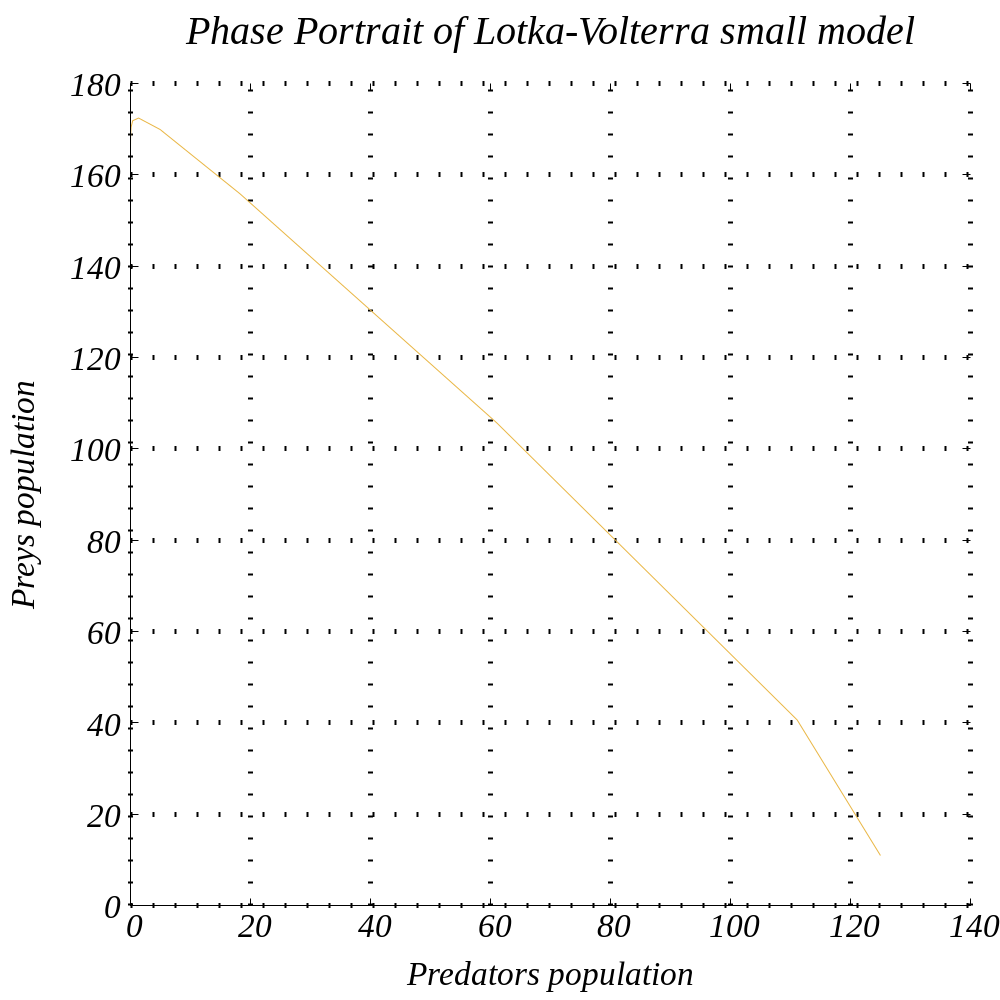 Phase Portrait of Lotka-Volterra small model
180
160
140
120
100
80
60
40
20
0
Preys population
0 20 40 60 80 100 120 140
Predators population